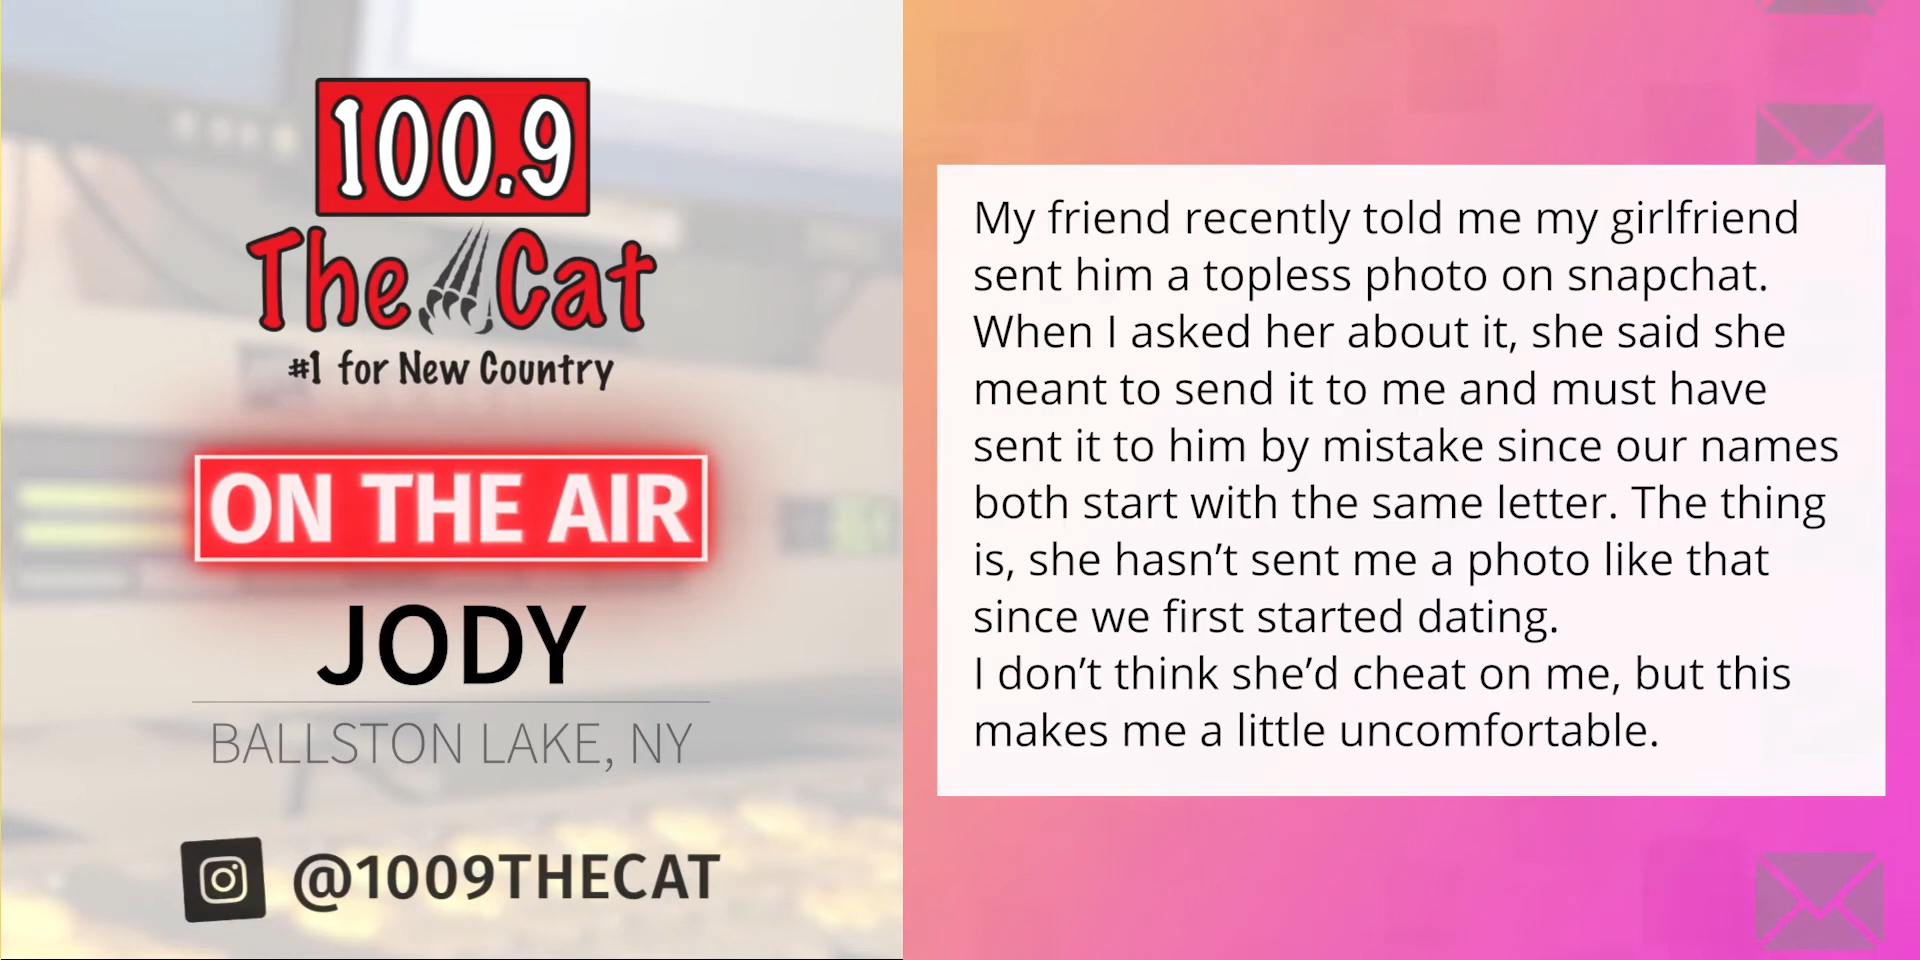 100.9
The Cat
#1 for New Country
ON THE AIR
JODY
BALLSTON LAKE, NY
@1009THECAT
My friend recently told me my girlfriend
sent him a topless photo on snapchat.
When I asked her about it, she said she
meant to send it to me and must have
sent it to him by mistake since our names
both start with the same letter. The thing
is, she hasn’t sent me a photo like that
since we first started dating.
I don’t think she’d cheat on me, but this
makes me a little uncomfortable.